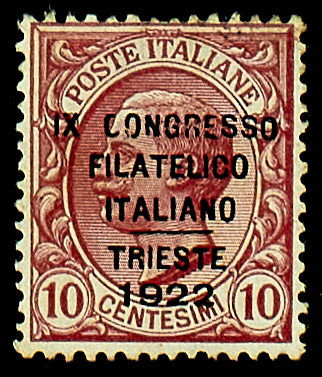 POSTE ITALIANE
IX CONGRESSO
FILATELICO
ITALIANO
TRIESTE
1922
10 CENTESIMI 10